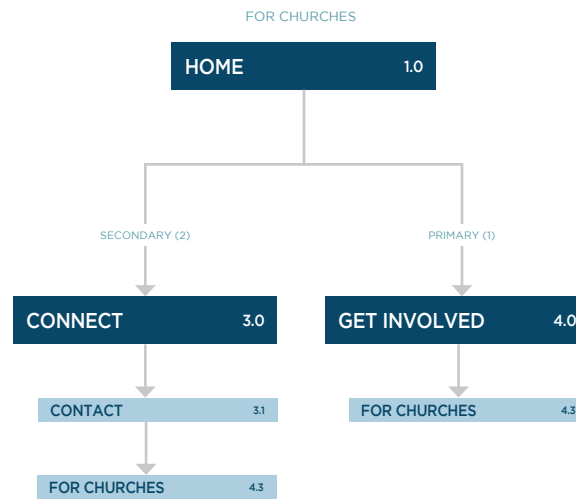 FOR CHURCHES
HOME 1.0
SECONDARY (2) PRIMARY (1)
CONNECT 3.0 GET INVOLVED 4.0
CONTACT 3.1 FOR CHURCHES 4.3
FOR CHURCHES 4.3